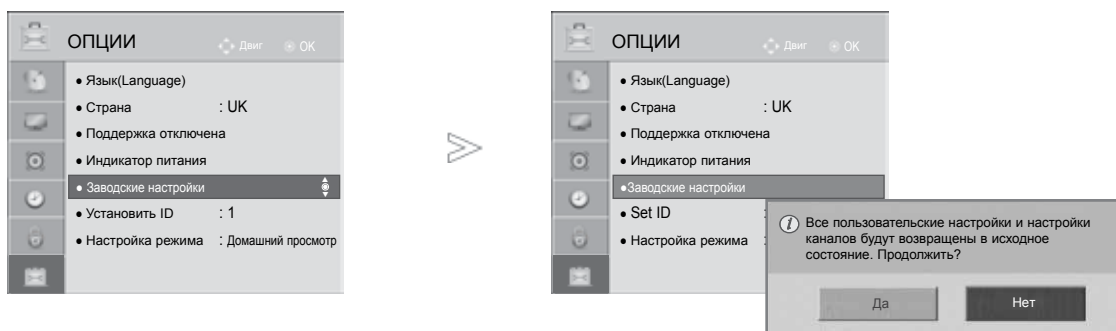 ОПЦИИ
Двиг OK
● Язык(Language)
● Страна : UK
● Поддержка отключена
● Индикатор питания
● Заводские настройки
● Установить ID : 1
● Настройка режима : Домашний просмотр
ОПЦИИ
Двиг OK
● Язык(Language)
● Страна : UK
● Поддержка отключена
● Индикатор питания
●Заводские настройки
● Set ID :
● Настройка режима :
Все пользовательские настройки и настройки
каналов будут возвращены в исходное
состояние. Продолжить?
Да Нет